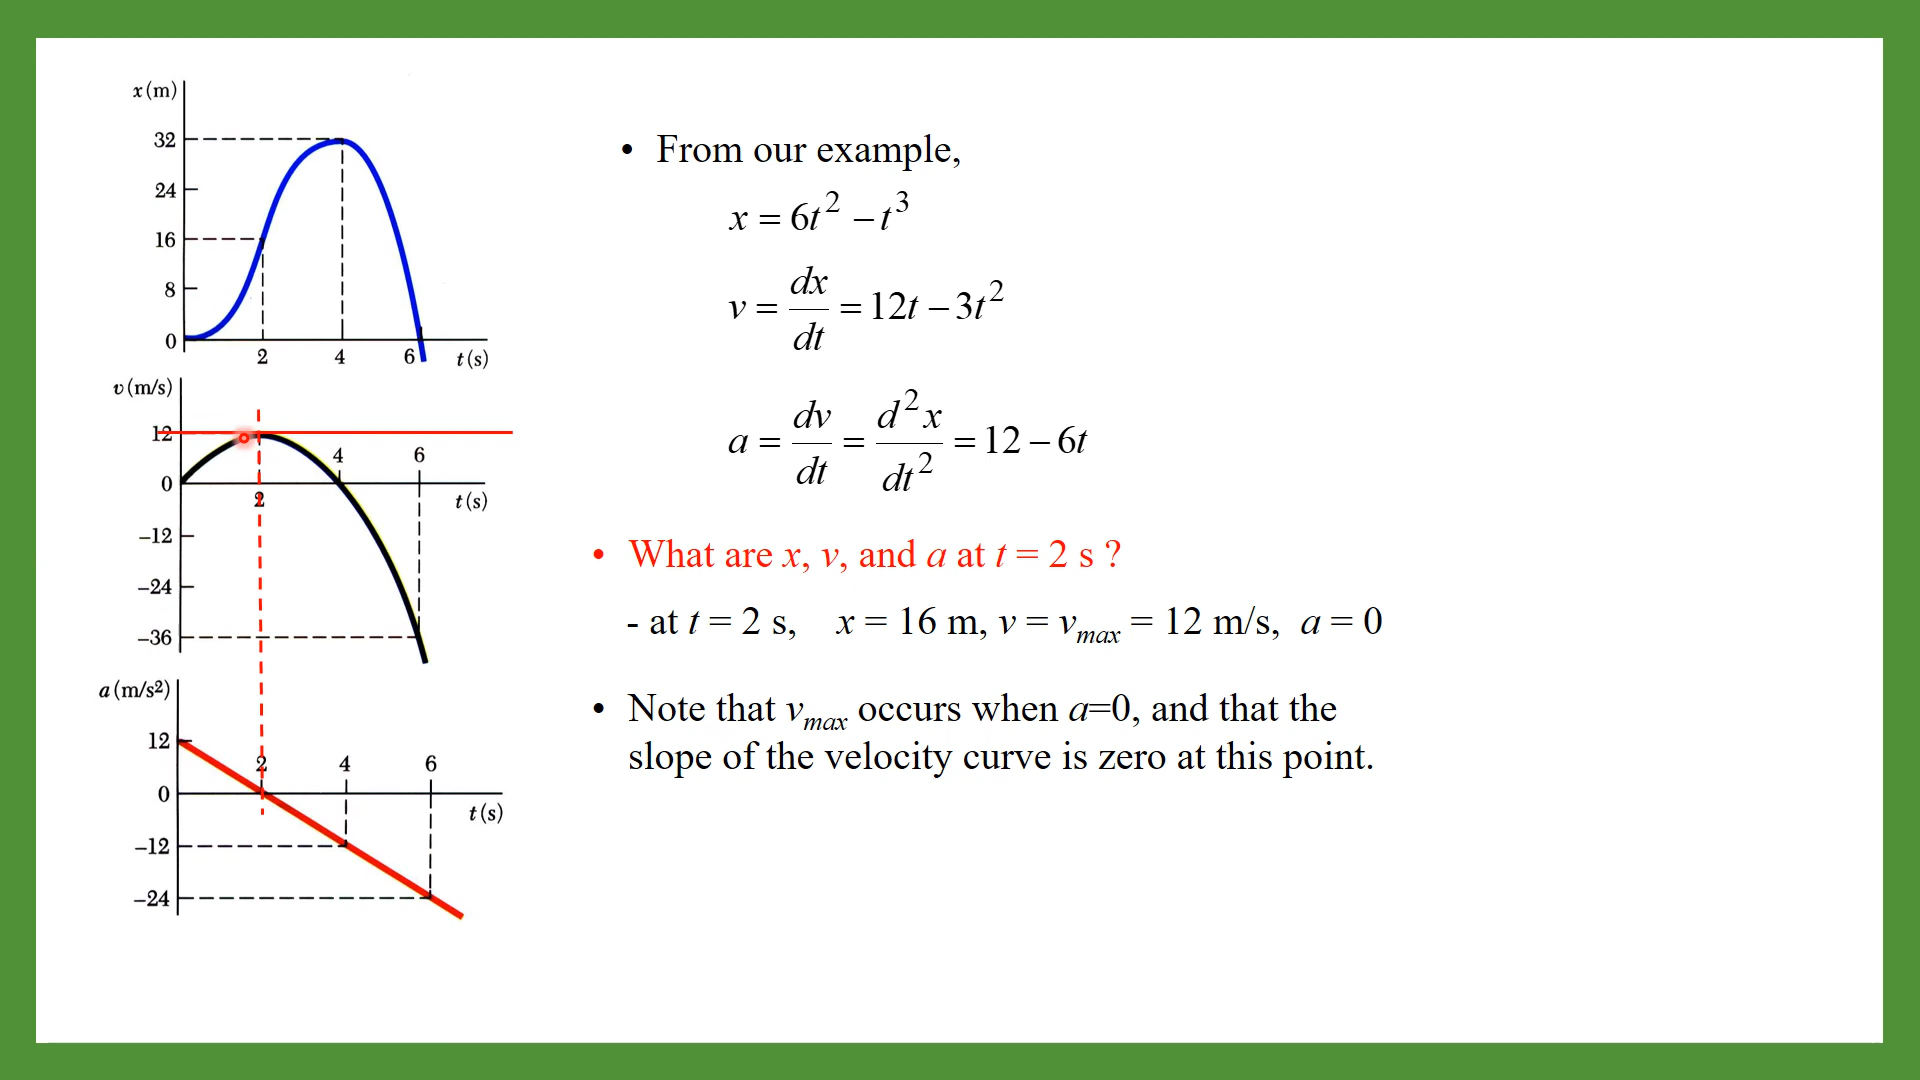 x (m)
32
24
16
8
0
2 4 6 t (s)
v (m/s)
12
4 6
0
2 t (s)
−12
−24
−36
a (m/s²)
12
2 4 6
0
t (s)
−12
−24
• From our example,
x = 6t² − t³
v = dx/dt = 12t − 3t²
a = dv/dt = d²x/dt² = 12 − 6t
• What are x, v, and a at t = 2 s ?
- at t = 2 s, x = 16 m, v = vmax = 12 m/s, a = 0
• Note that vmax occurs when a=0, and that the
slope of the velocity curve is zero at this point.